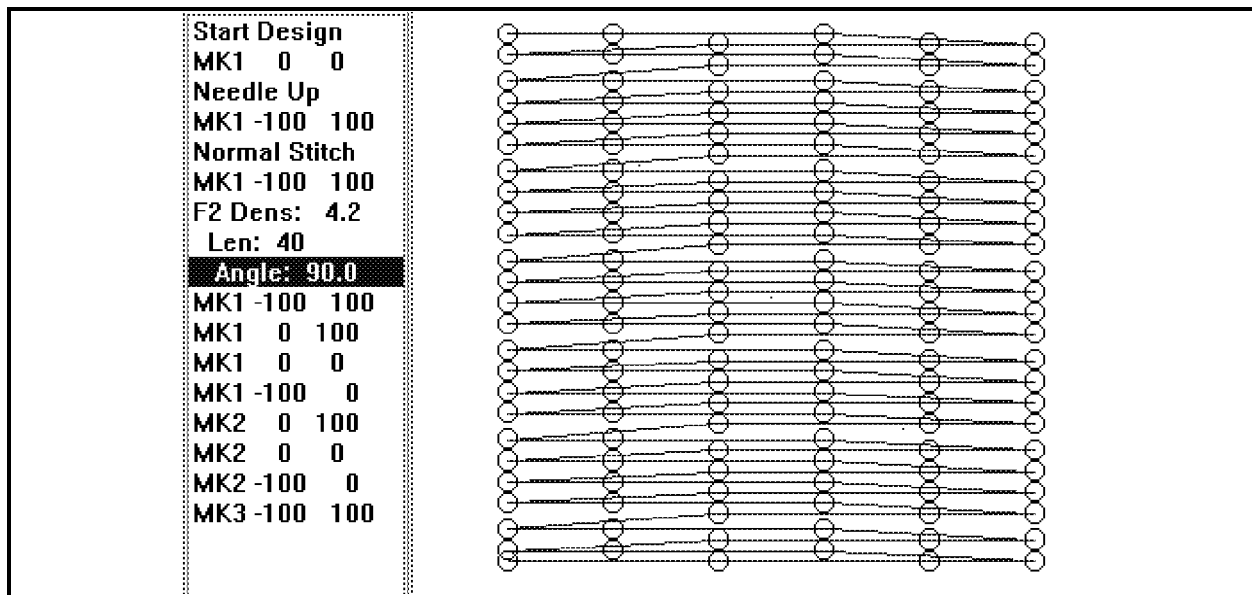 Start Design
MK1 0 0
Needle Up
MK1 -100 100
Normal Stitch
MK1 -100 100
F2 Dens: 4.2
Len: 40
Angle: 90.0
MK1 -100 100
MK1 0 100
MK1 0 0
MK1 -100 0
MK2 0 100
MK2 0 0
MK2 -100 0
MK3 -100 100